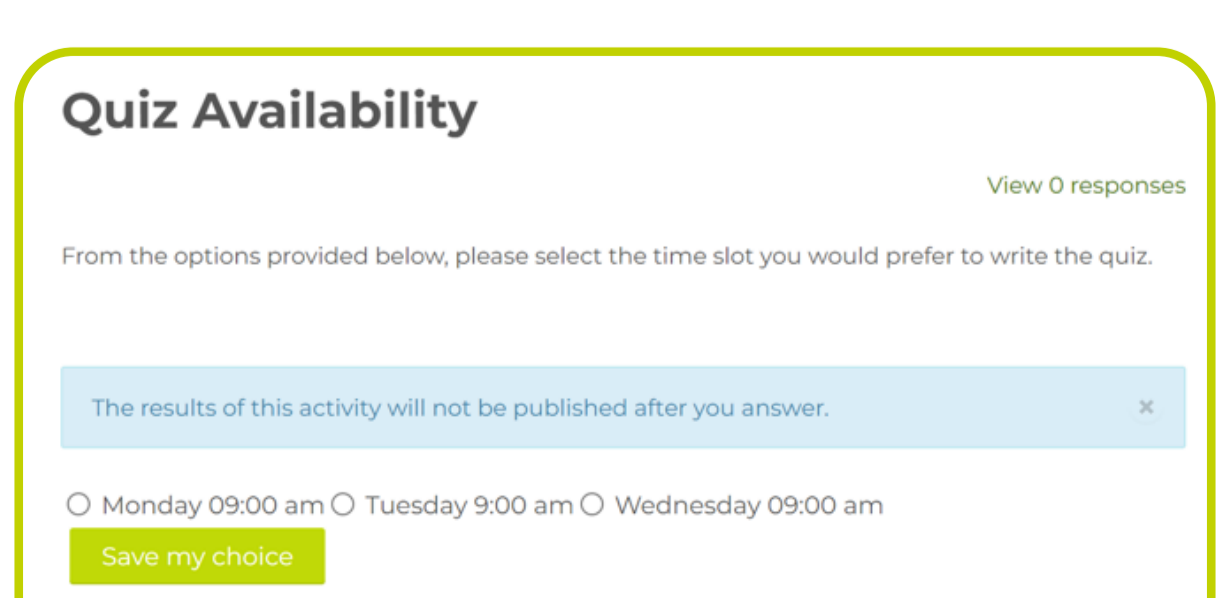 Quiz Availability
View 0 responses
From the options provided below, please select the time slot you would prefer to write the quiz.
The results of this activity will not be published after you answer.
Monday 09:00 am Tuesday 9:00 am Wednesday 09:00 am
Save my choice